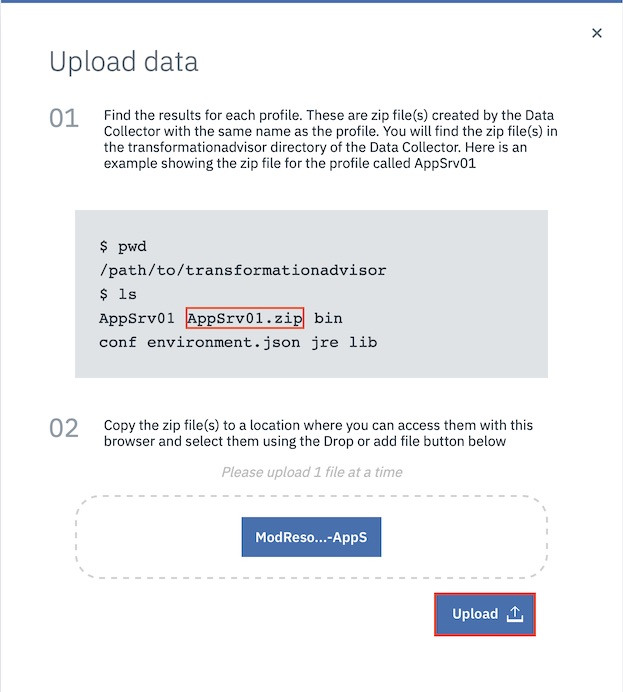 Upload data
01
Find the results for each profile. These are zip file(s) created by the Data
Collector with the same name as the profile. You will find the zip file(s) in
the transformationadvisor directory of the Data Collector. Here is an
example showing the zip file for the profile called AppSrv01
$ pwd
/path/to/transformationadvisor
$ ls
AppSrv01 AppSrv01.zip bin
conf environment.json jre lib
02
Copy the zip file(s) to a location where you can access them with this
browser and select them using the Drop or add file button below
Please upload 1 file at a time
ModReso...-AppS
Upload